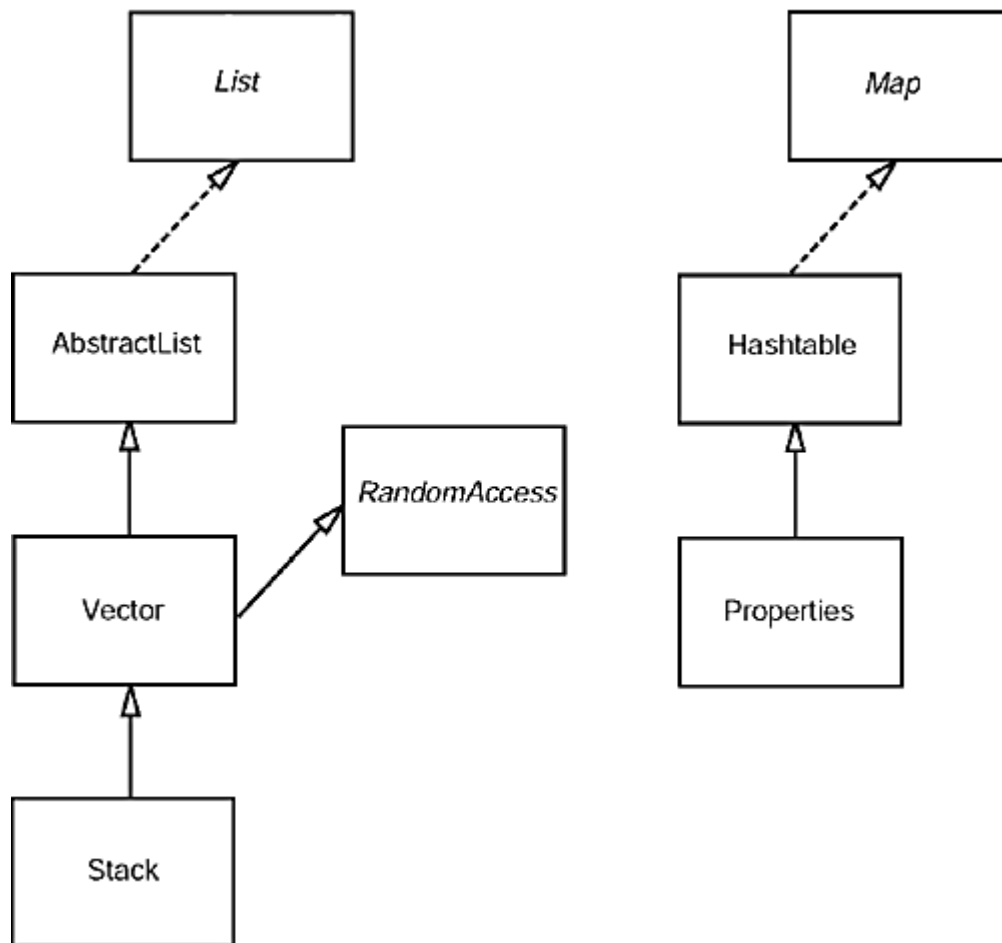 List
Map
AbstractList
Hashtable
RandomAccess
Vector
Properties
Stack